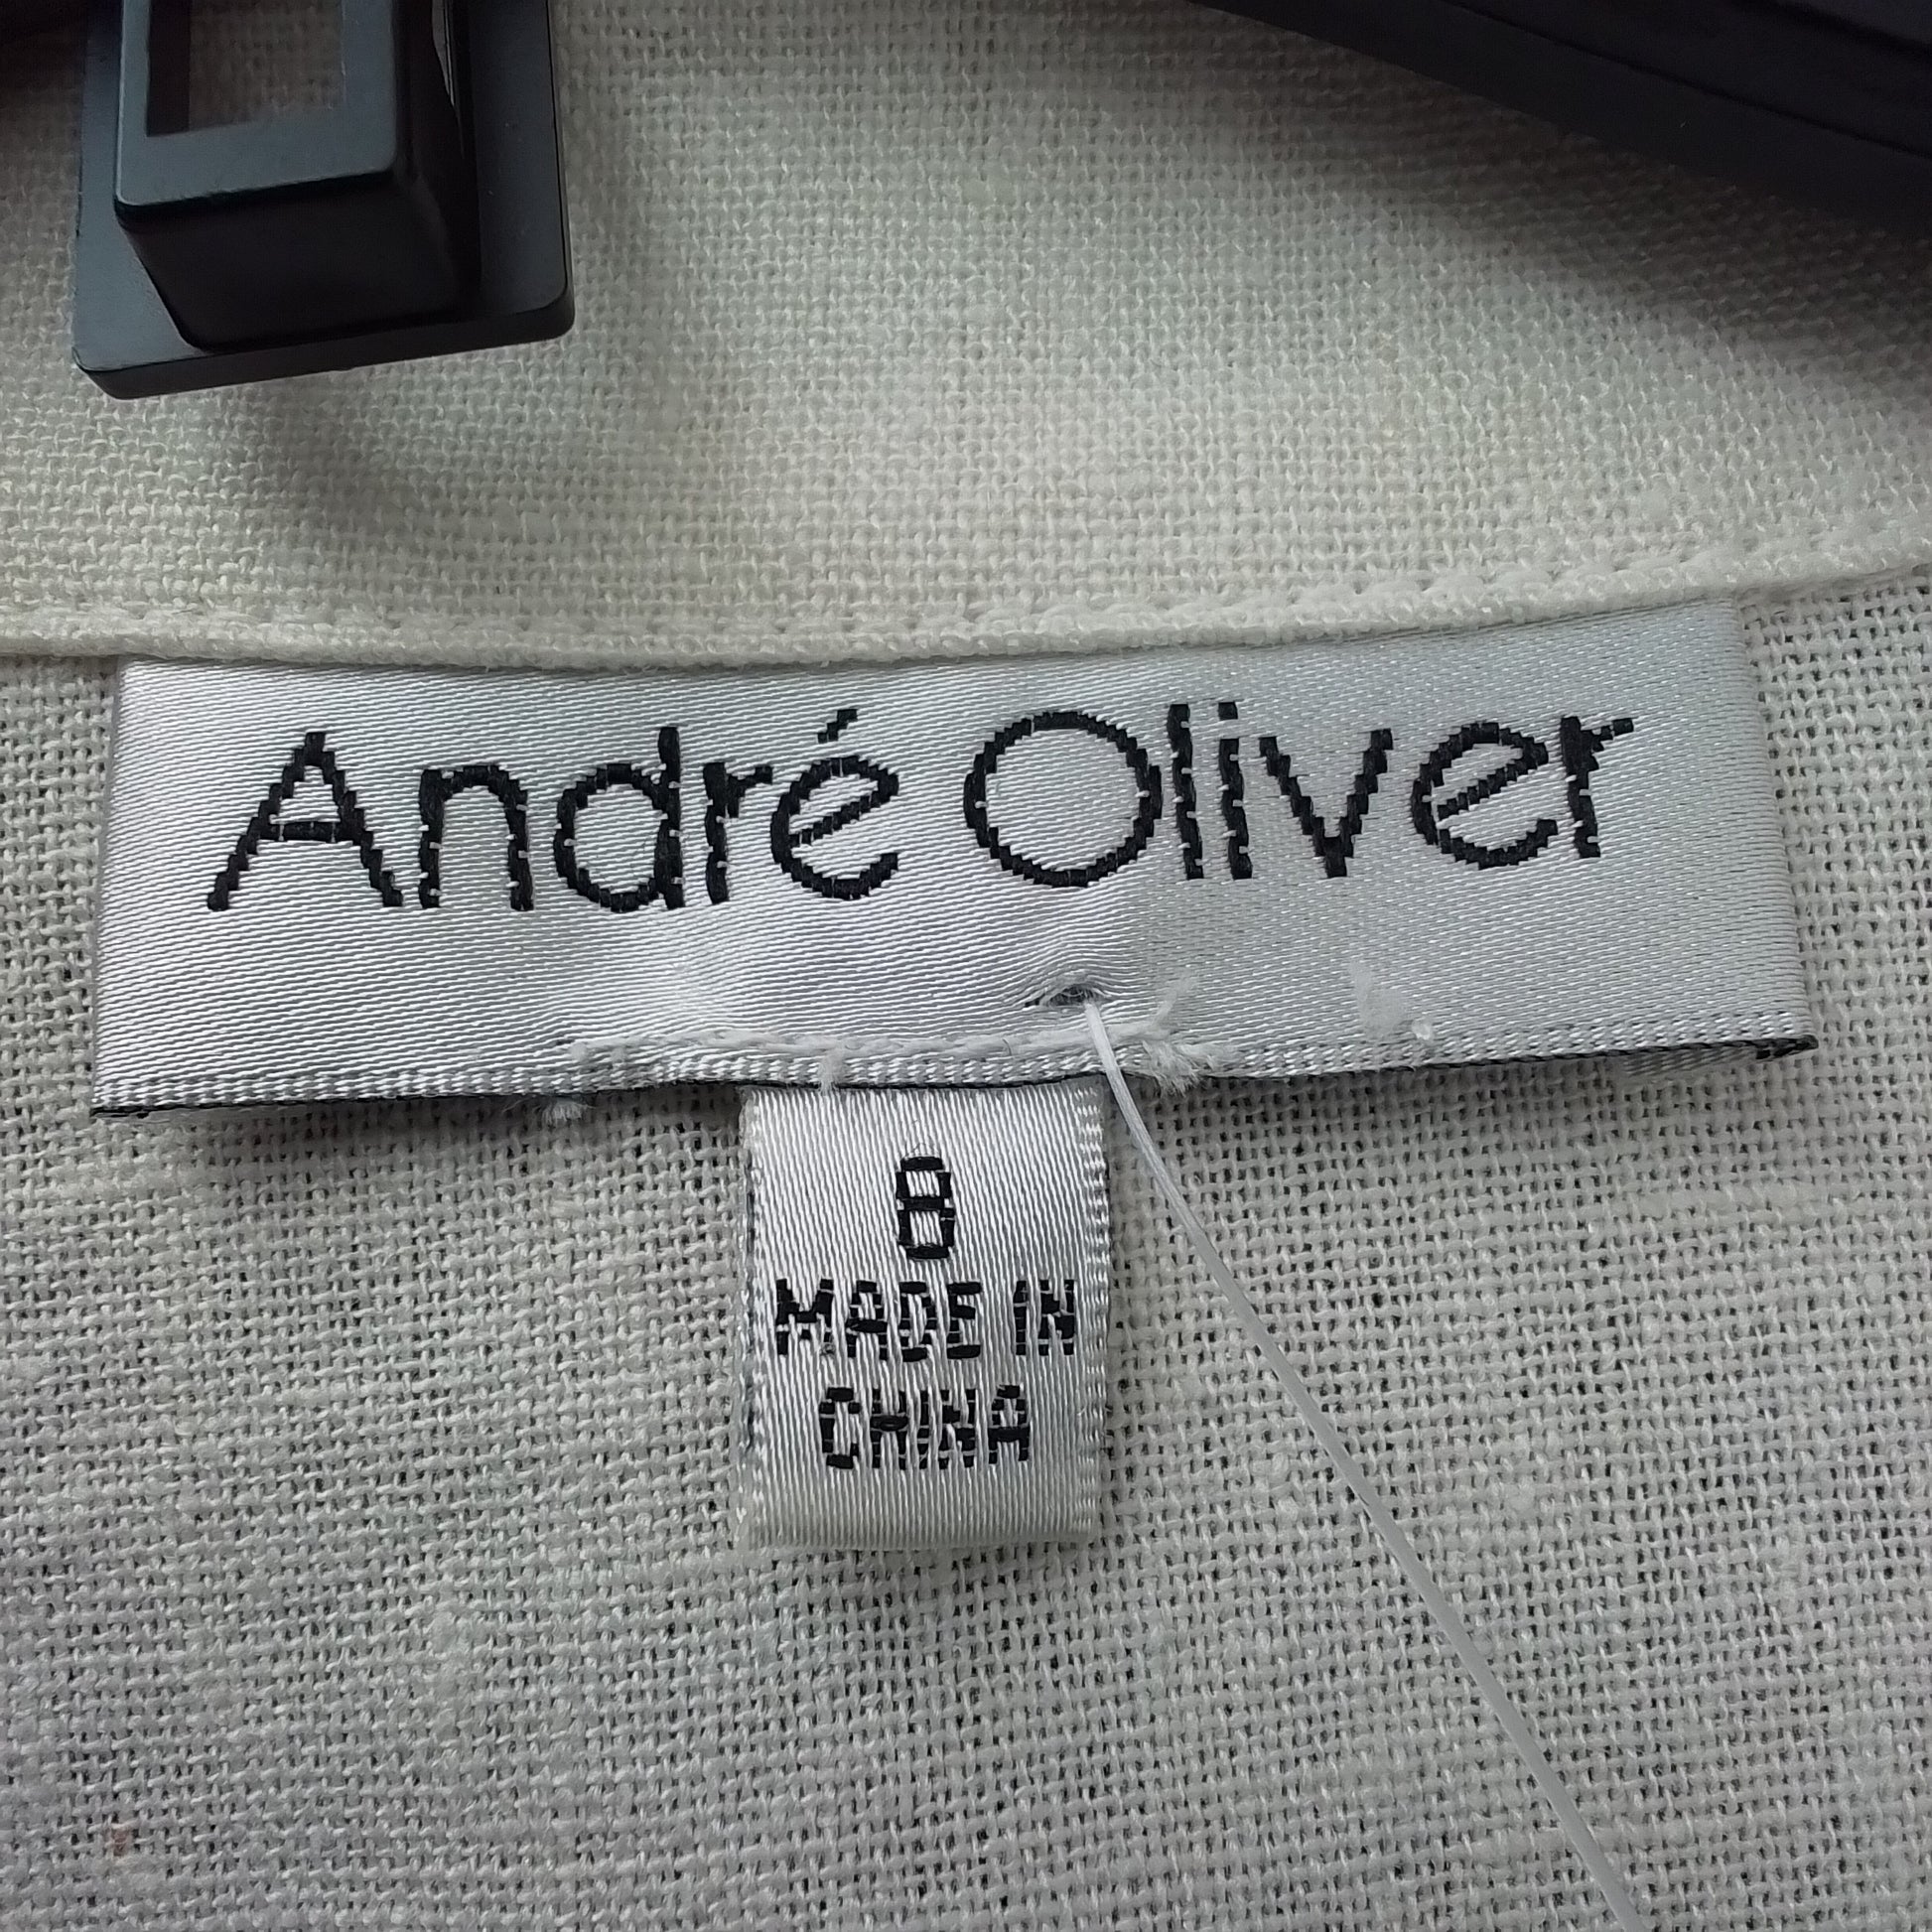 André Oliver
8
MADE IN
CHINA